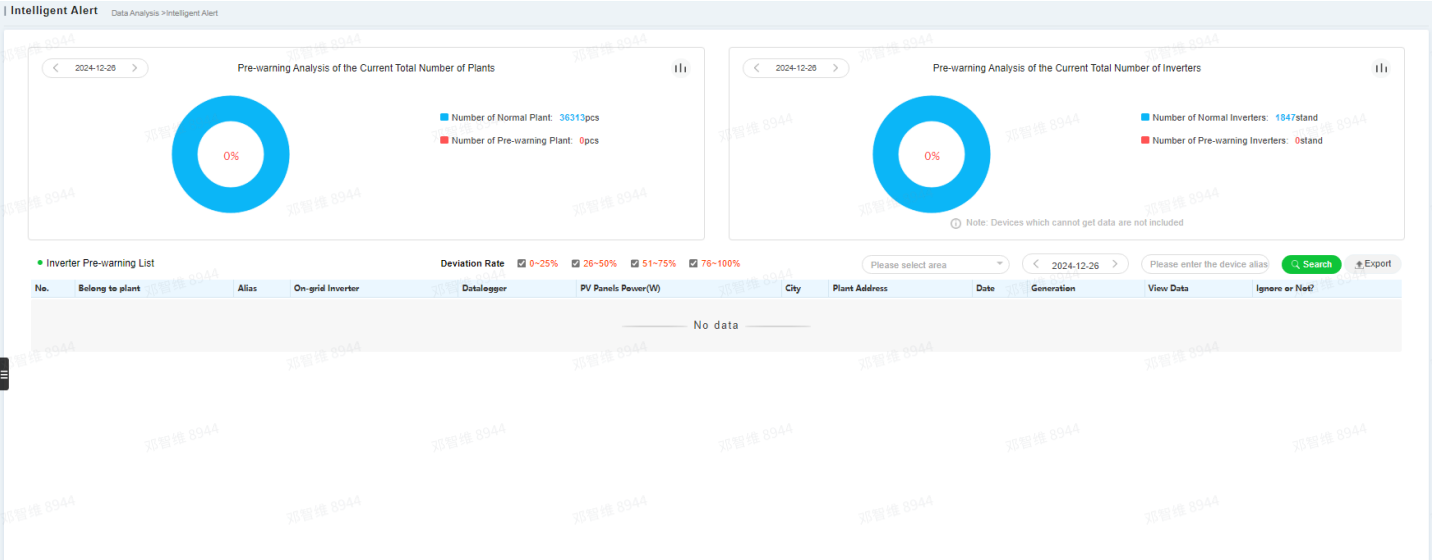 Intelligent Alert Data Analysis >Intelligent Alert
2024-12-26 Pre-warning Analysis of the Current Total Number of Plants
Number of Normal Plant: 36313pcs
Number of Pre-warning Plant: 0pcs
0%
2024-12-26 Pre-warning Analysis of the Current Total Number of Inverters
Number of Normal Inverters: 1847stand
Number of Pre-warning Inverters: 0stand
0%
Note: Devices which cannot get data are not included
Inverter Pre-warning List Deviation Rate 0~25% 26~50% 51~75% 76~100% Please select area 2024-12-26 Please enter the device alias Search Export
No. Belong to plant Alias On-grid Inverter Datalogger PV Panels Power(W) City Plant Address Date Generation View Data Ignore or Not?
No data
邓智维 8944